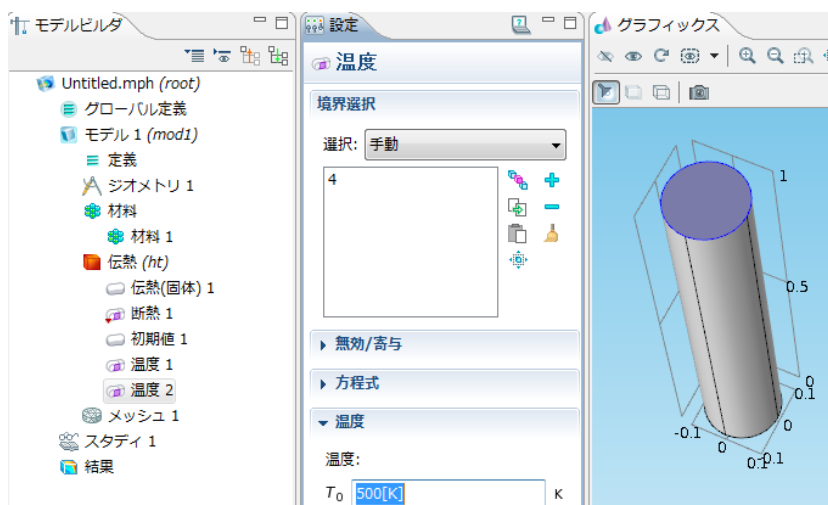 モデルビルダ
Untitled.mph (root)
グローバル定義
モデル 1 (mod1)
定義
ジオメトリ 1
材料
材料 1
伝熱 (ht)
伝熱(固体) 1
断熱 1
初期値 1
温度 1
温度 2
メッシュ 1
スタディ 1
結果
設定
温度
境界選択
選択: 手動
4
無効/寄与
方程式
温度
温度:
T0 500[K] K
グラフィックス
1
0.5
0
0.1
-0.1
0
0
0.1
-0.1